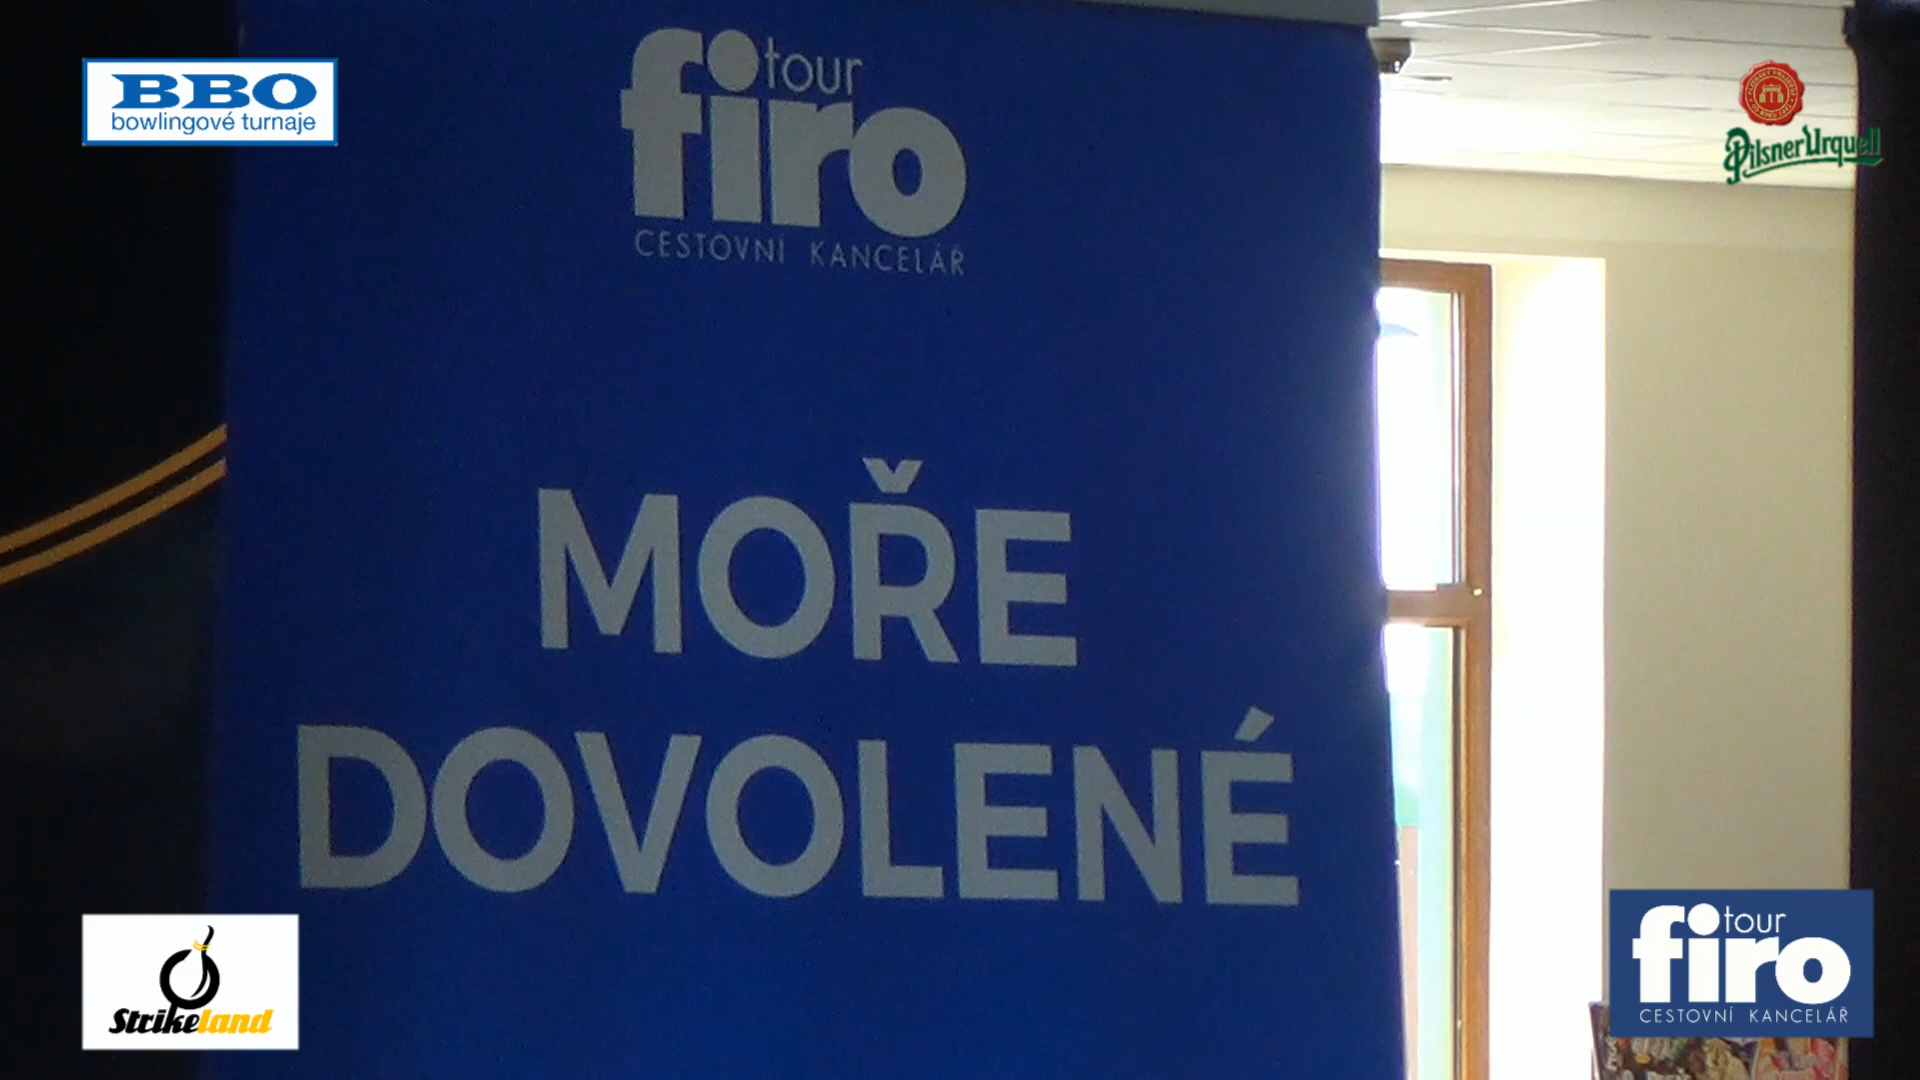 BBO
bowlingové turnaje
tour
firo
CESTOVNÍ KANCELÁŘ
Pilsner Urquell
MOŘE
DOVOLENÉ
Strikeland
tour
firo
CESTOVNÍ KANCELÁŘ